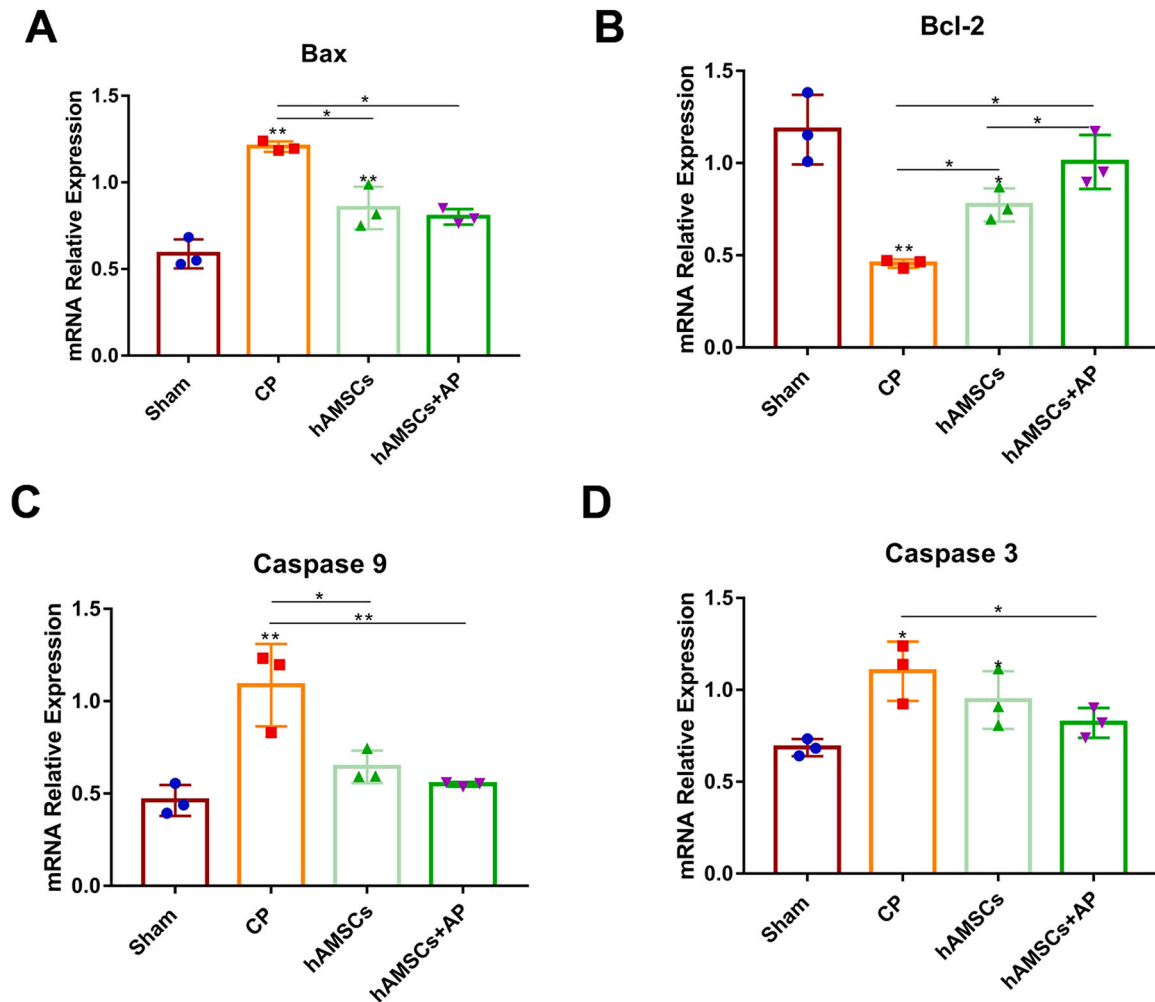 A
Bax
mRNA Relative Expression
1.5
1.0
0.5
0.0
*
*
**
**
Sham
CP
hAMSCs
hAMSCs+AP
B
Bcl-2
mRNA Relative Expression
1.5
1.0
0.5
0.0
*
*
*
*
**
Sham
CP
hAMSCs
hAMSCs+AP
C
Caspase 9
mRNA Relative Expression
1.5
1.0
0.5
0.0
*
**
**
Sham
CP
hAMSCs
hAMSCs+AP
D
Caspase 3
mRNA Relative Expression
1.5
1.0
0.5
0.0
*
*
*
Sham
CP
hAMSCs
hAMSCs+AP